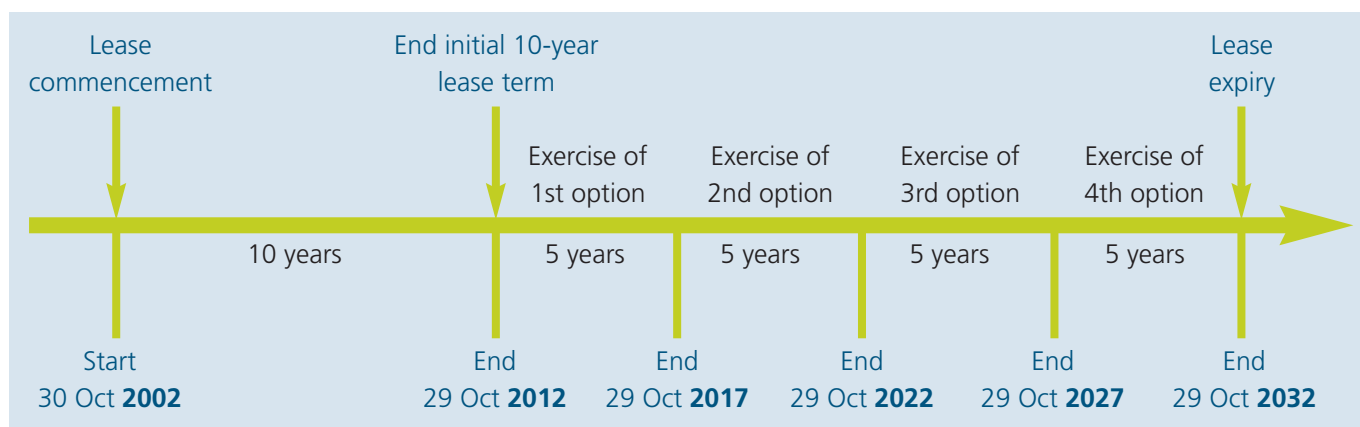 Lease
commencement
End initial 10-year
lease term
Lease
expiry
Exercise of
1st option
Exercise of
2nd option
Exercise of
3rd option
Exercise of
4th option
10 years
5 years
5 years
5 years
5 years
Start
30 Oct 2002
End
29 Oct 2012
End
29 Oct 2017
End
29 Oct 2022
End
29 Oct 2027
End
29 Oct 2032